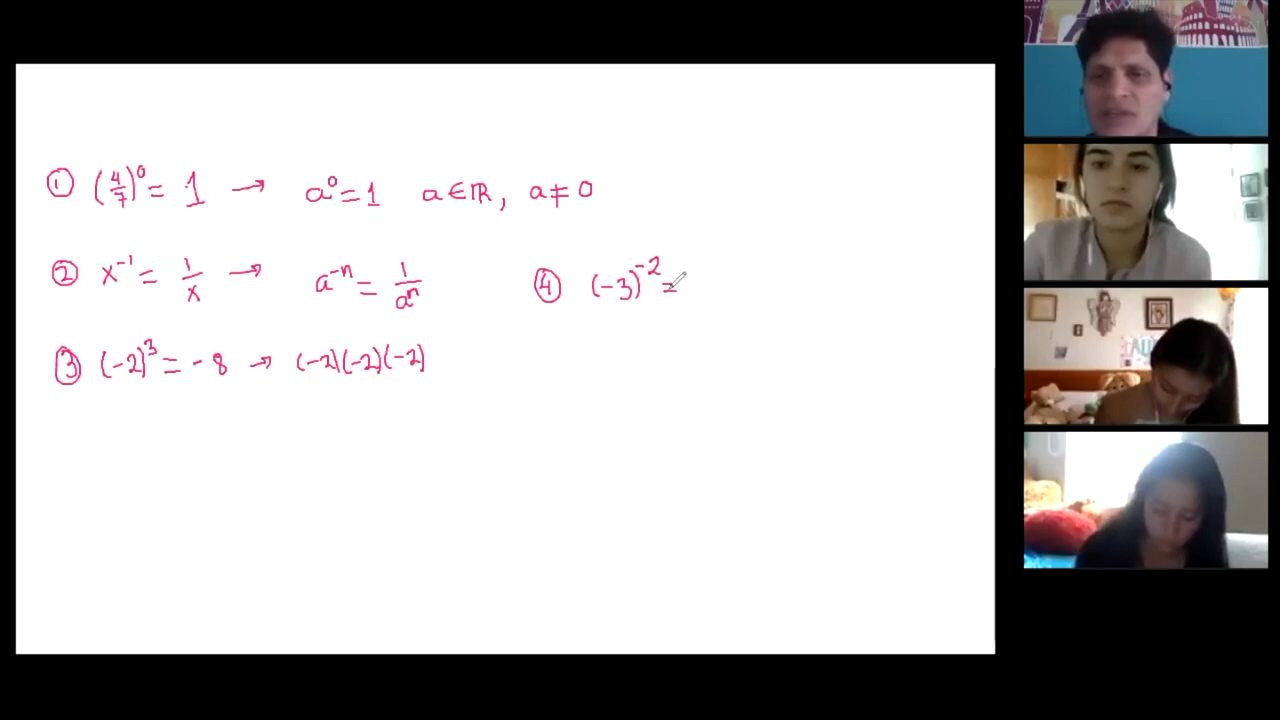 ① (4/7)⁰ = 1 → a⁰ = 1 a ∈ ℝ, a ≠ 0
② x⁻¹ = 1/x → a⁻ⁿ = 1/aⁿ
④ (-3)⁻² =
③ (-2)³ = -8 → (-2)(-2)(-2)